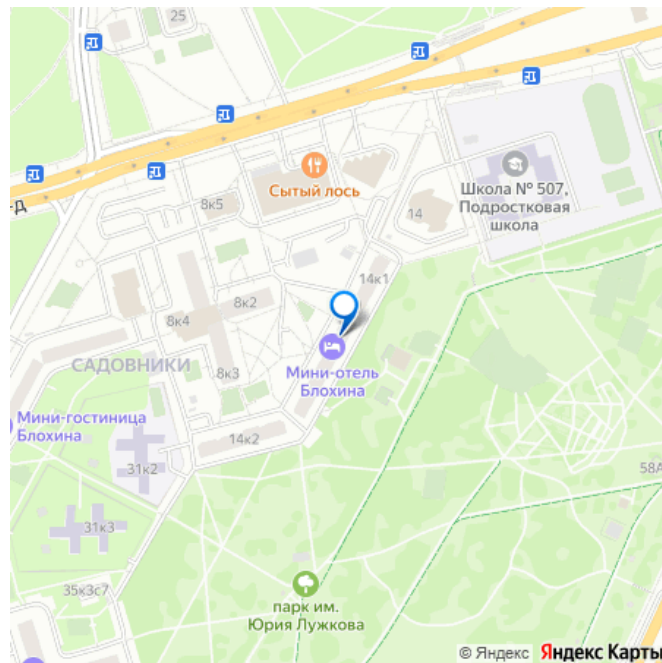 25
Сытый лось
Школа № 507,
Подростковая
школа
8к5
14
-д
14к1
8к2
8к4
САДОВНИКИ
8к3
Мини-отель
Блохина
Мини-гостиница
Блохина
14к2
31к2
58А
31к3
35к3с7
парк им.
Юрия Лужкова
© Яндекс Яндекс Карты